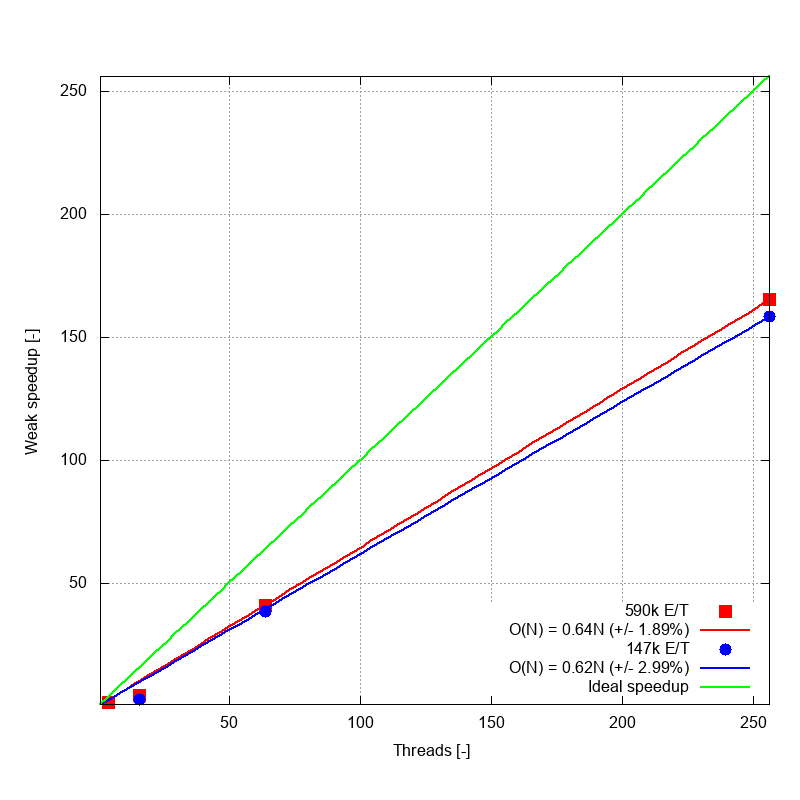 250
200
150
100
50
Weak speedup [-]
590k E/T
O(N) = 0.64N (+/- 1.89%)
147k E/T
O(N) = 0.62N (+/- 2.99%)
Ideal speedup
50 100 150 200 250
Threads [-]